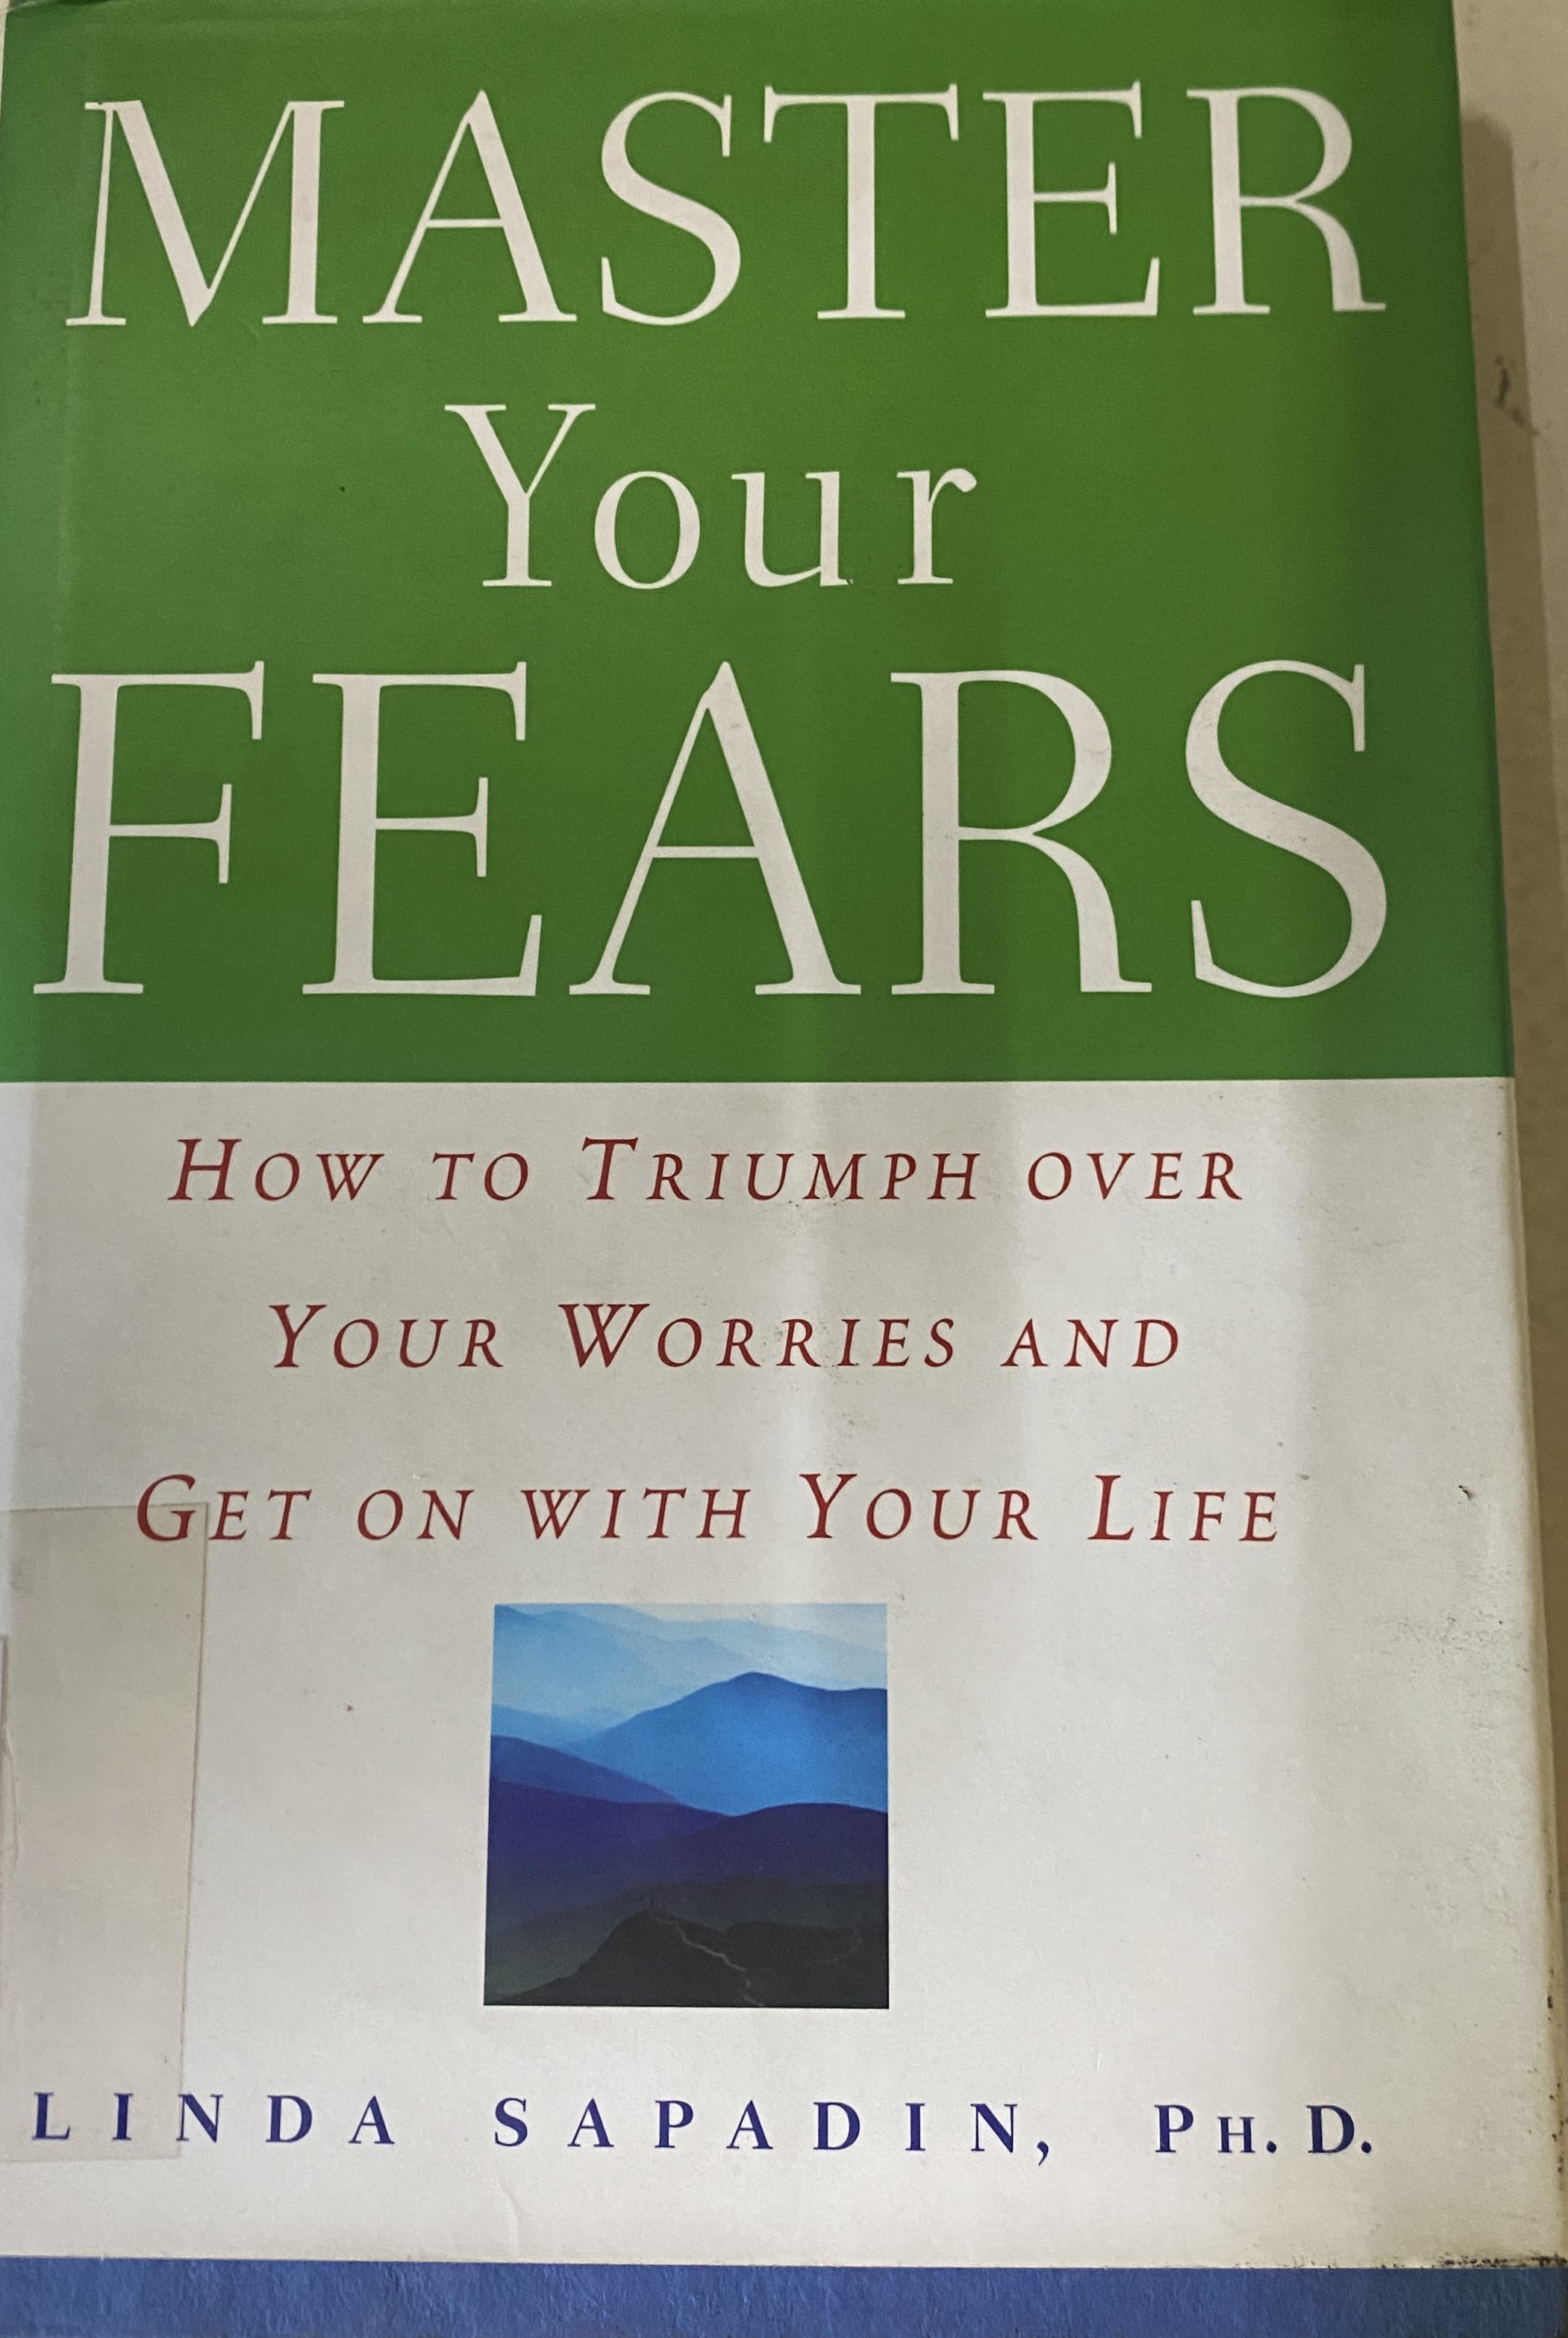 MASTER
Your
FEARS
HOW TO TRIUMPH OVER
YOUR WORRIES AND
GET ON WITH YOUR LIFE
LINDA SAPADIN, PH. D.